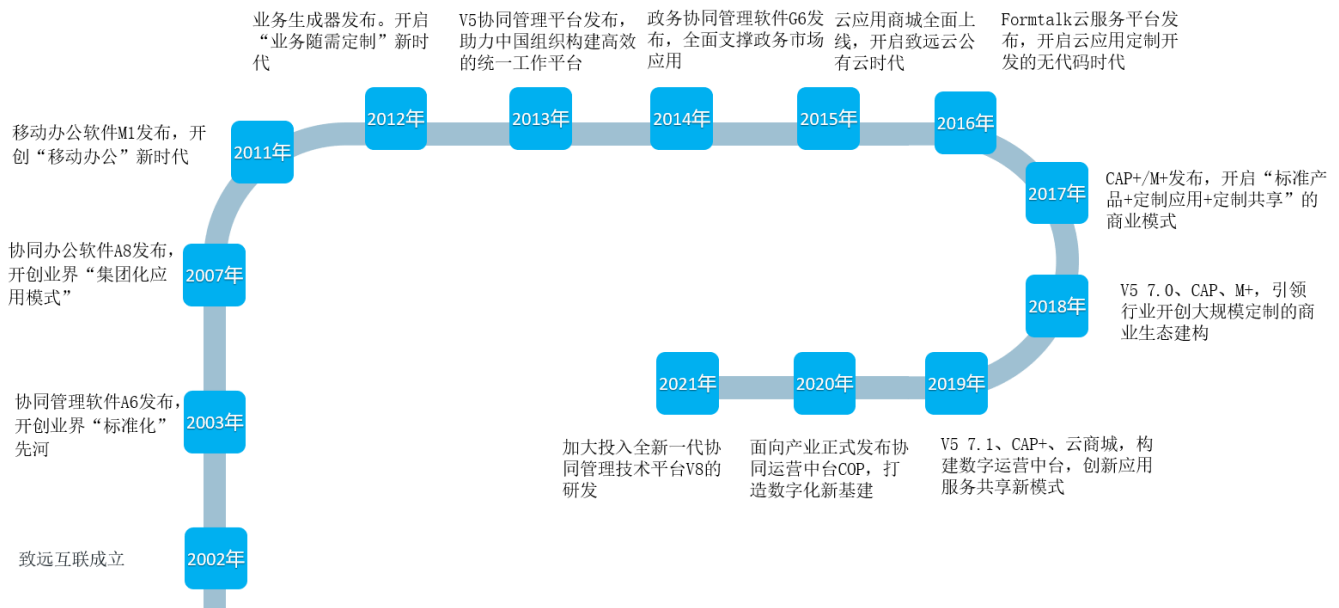 业务生成器发布。开启
“业务随需定制”新时
代
V5协同管理平台发布，
助力中国组织构建高效
的统一工作平台
政务协同管理软件G6发
布，全面支撑政务市场
应用
云应用商城全面上
线，开启致远云公
有云时代
Formtalk云服务平台发
布，开启云应用定制开
发的无代码时代
2012年
2013年
2014年
2015年
2016年
移动办公软件M1发布，开
创“移动办公”新时代
2011年
2017年
CAP+/M+发布，开启“标准产
品+定制应用+定制共享”的
商业模式
协同办公软件A8发布，
开创业界“集团化应
用模式”
2007年
2018年
V5 7.0、CAP、M+，引领
行业开创大规模定制的商
业生态建构
2021年
2020年
2019年
协同管理软件A6发布，
开创业界“标准化”
先河
2003年
加大投入全新一代协
同管理技术平台V8的
研发
面向产业正式发布协
同运营中台COP，打
造数字化新基建
V5 7.1、CAP+、云商城，构
建数字运营中台，创新应用
服务共享新模式
致远互联成立
2002年